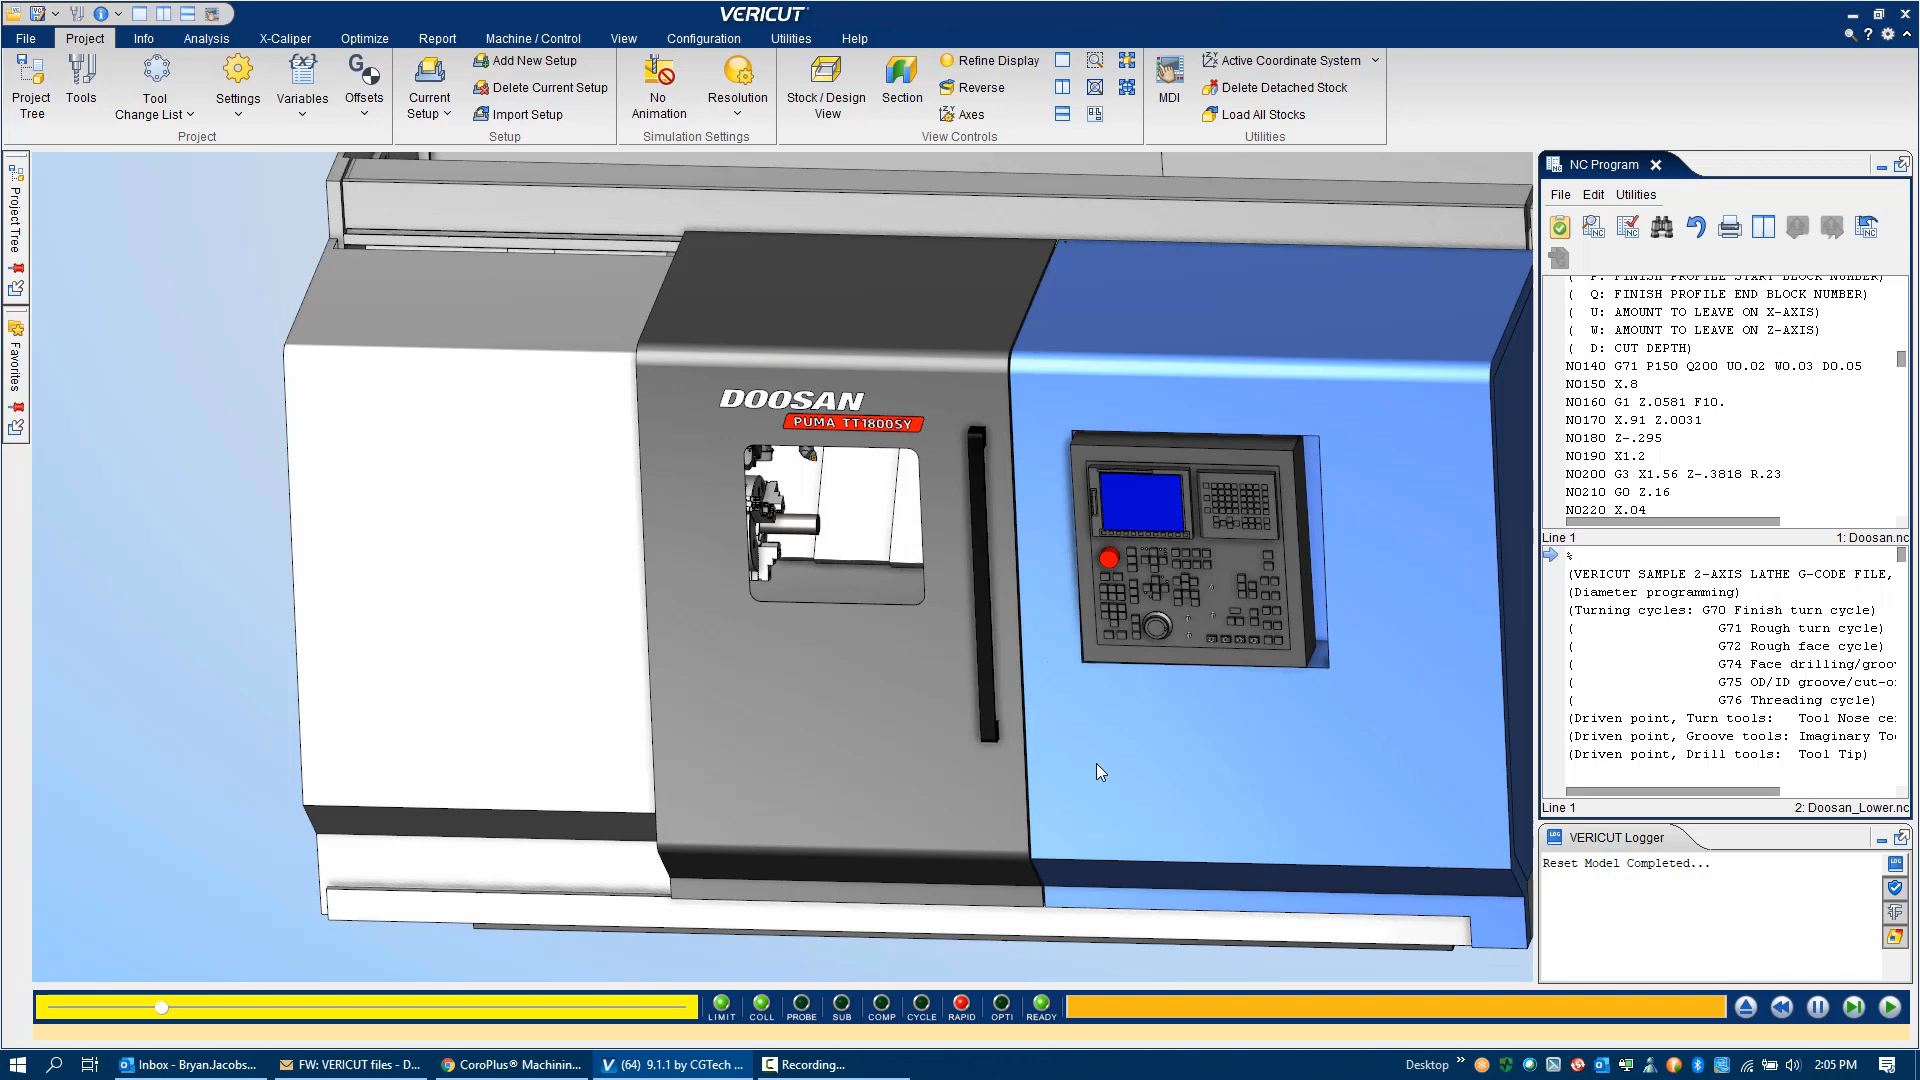 VERICUT
File Project Info Analysis X-Caliper Optimize Report Machine / Control View Configuration Utilities Help
Project Tree
Tools
Tool Change List
Settings
Variables
Offsets
Project
Current Setup
Add New Setup
Delete Current Setup
Import Setup
Setup
No Animation
Resolution
Simulation Settings
Stock / Design View
Section
Refine Display
Reverse
Axes
View Controls
MDI
Active Coordinate System
Delete Detached Stock
Load All Stocks
Utilities
Project Tree
Favorites
DOOSAN
PUMA TT1800SY
NC Program
File Edit Utilities
( P: FINISH PROFILE START BLOCK NUMBER)
( Q: FINISH PROFILE END BLOCK NUMBER)
( U: AMOUNT TO LEAVE ON X-AXIS)
( W: AMOUNT TO LEAVE ON Z-AXIS)
( D: CUT DEPTH)
N0140 G71 P150 Q200 U0.02 W0.03 D0.05
N0150 X.8
N0160 G1 Z.0581 F10.
N0170 X.91 Z.0031
N0180 Z-.295
N0190 X1.2
N0200 G3 X1.56 Z-.3818 R.23
N0210 G0 Z.16
N0220 X.04
Line 1 1: Doosan.nc
%
(VERICUT SAMPLE 2-AXIS LATHE G-CODE FILE,
(Diameter programming)
(Turning cycles: G70 Finish turn cycle)
( G71 Rough turn cycle)
( G72 Rough face cycle)
( G74 Face drilling/groov
( G75 OD/ID groove/cut-o
( G76 Threading cycle)
(Driven point, Turn tools: Tool Nose ce
(Driven point, Groove tools: Imaginary To
(Driven point, Drill tools: Tool Tip)
Line 1 2: Doosan_Lower.nc
VERICUT Logger
Reset Model Completed...
LOG
LIMIT COLL PROBE SUB COMP CYCLE RAPID OPTI READY
Inbox - Bryan.Jacobs... FW: VERICUT files - D... CoroPlus® Machinin... (64) 9.1.1 by CGTech ... Recording... Desktop 2:05 PM